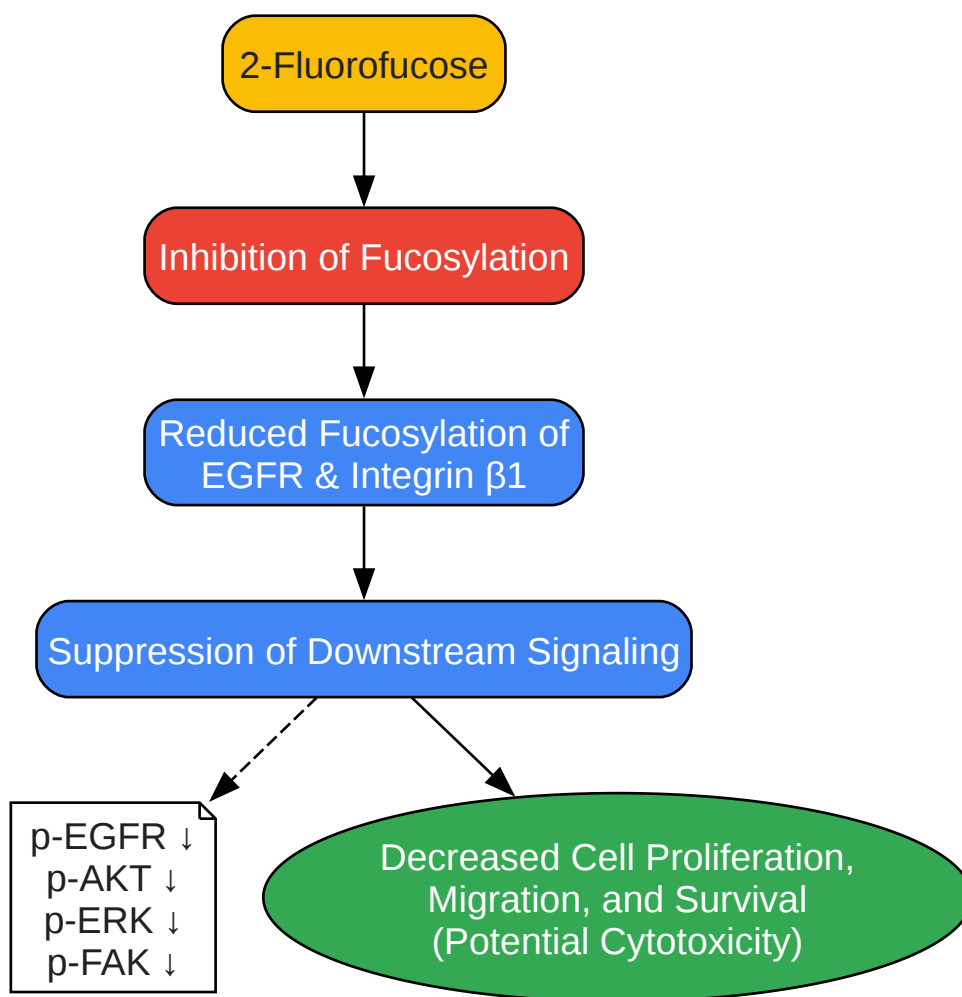 2-Fluorofucose
Inhibition of Fucosylation
Reduced Fucosylation of
EGFR & Integrin β1
Suppression of Downstream Signaling
p-EGFR ↓
p-AKT ↓
p-ERK ↓
p-FAK ↓
Decreased Cell Proliferation,
Migration, and Survival
(Potential Cytotoxicity)